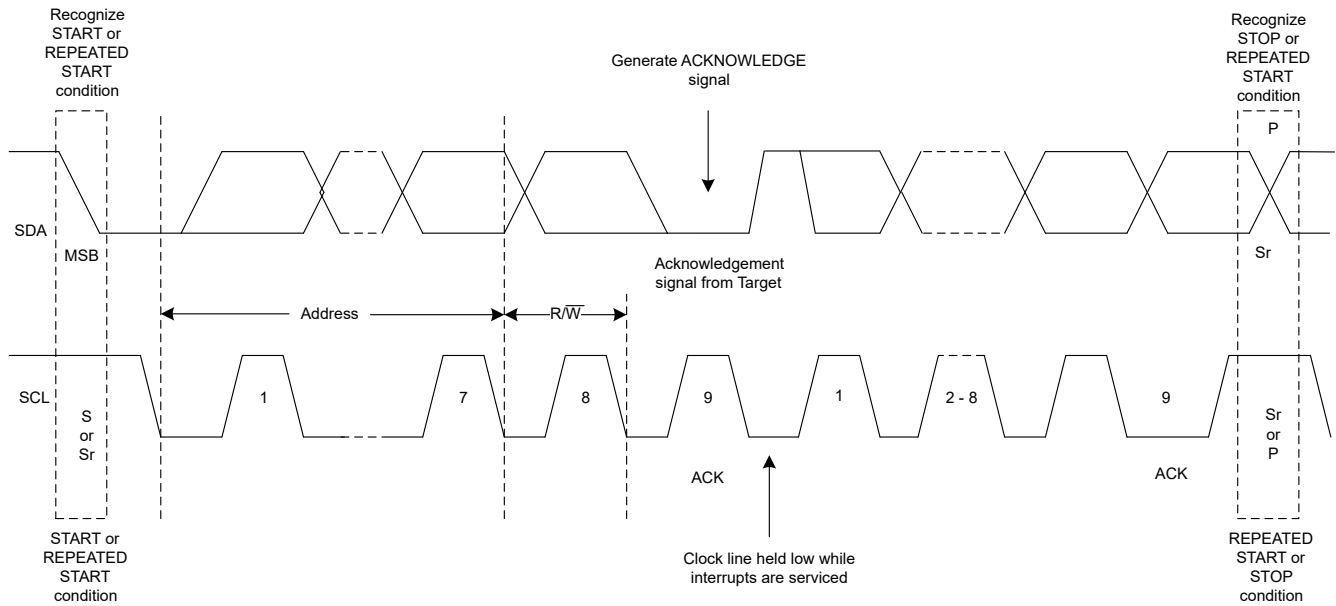 Recognize
START or
REPEATED
START
condition
Generate ACKNOWLEDGE
signal
Recognize
STOP or
REPEATED
START
condition
P
SDA
MSB
Acknowledgement
signal from Target
Sr
Address
R/W̅
SCL
S
or
Sr
1
7
8
9
1
2 - 8
9
Sr
or
P
ACK
ACK
START or
REPEATED
START
condition
Clock line held low while
interrupts are serviced
REPEATED
START or
STOP
condition